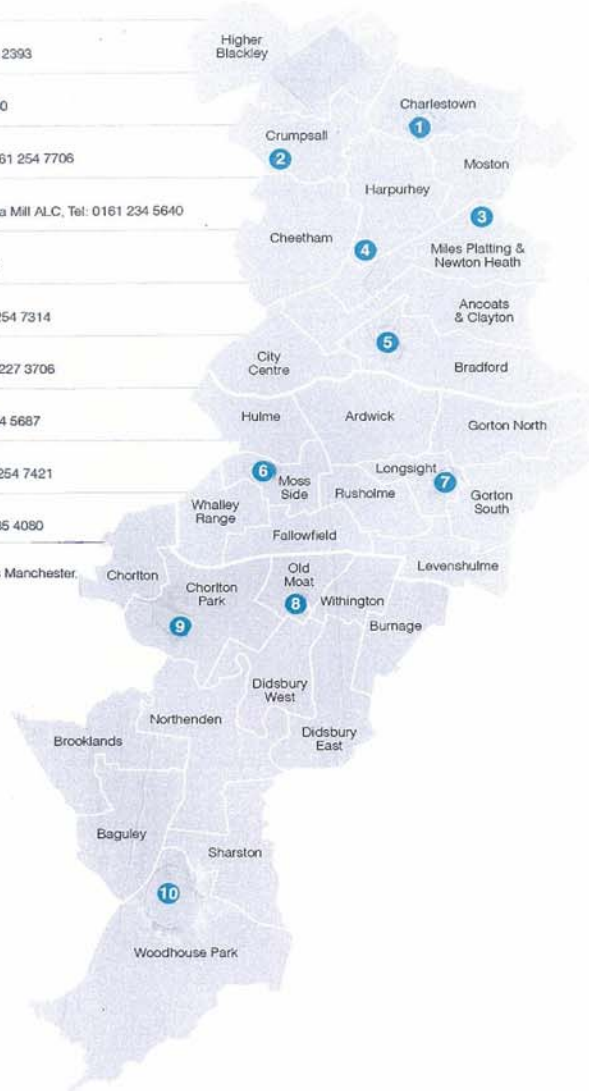 2393
0
61 254 7706
a Mill ALC, Tel: 0161 234 5640
254 7314
227 3706
4 5687
254 7421
35 4080
s Manchester.
Higher
Blackley
Charlestown
1
Crumpsall
2
Moston
Harpurhey
3
Cheetham
4
Miles Platting &
Newton Heath
Ancoats
& Clayton
5
City
Centre
Bradford
Hulme
Ardwick
Gorton North
6
Moss
Side
Longsight
7
Rusholme
Gorton
South
Whalley
Range
Fallowfield
Levenshulme
Chorlton
Old
Moat
Chorlton
Park
8
Withington
9
Burnage
Didsbury
West
Northenden
Didsbury
East
Brooklands
Baguley
Sharston
10
Woodhouse Park